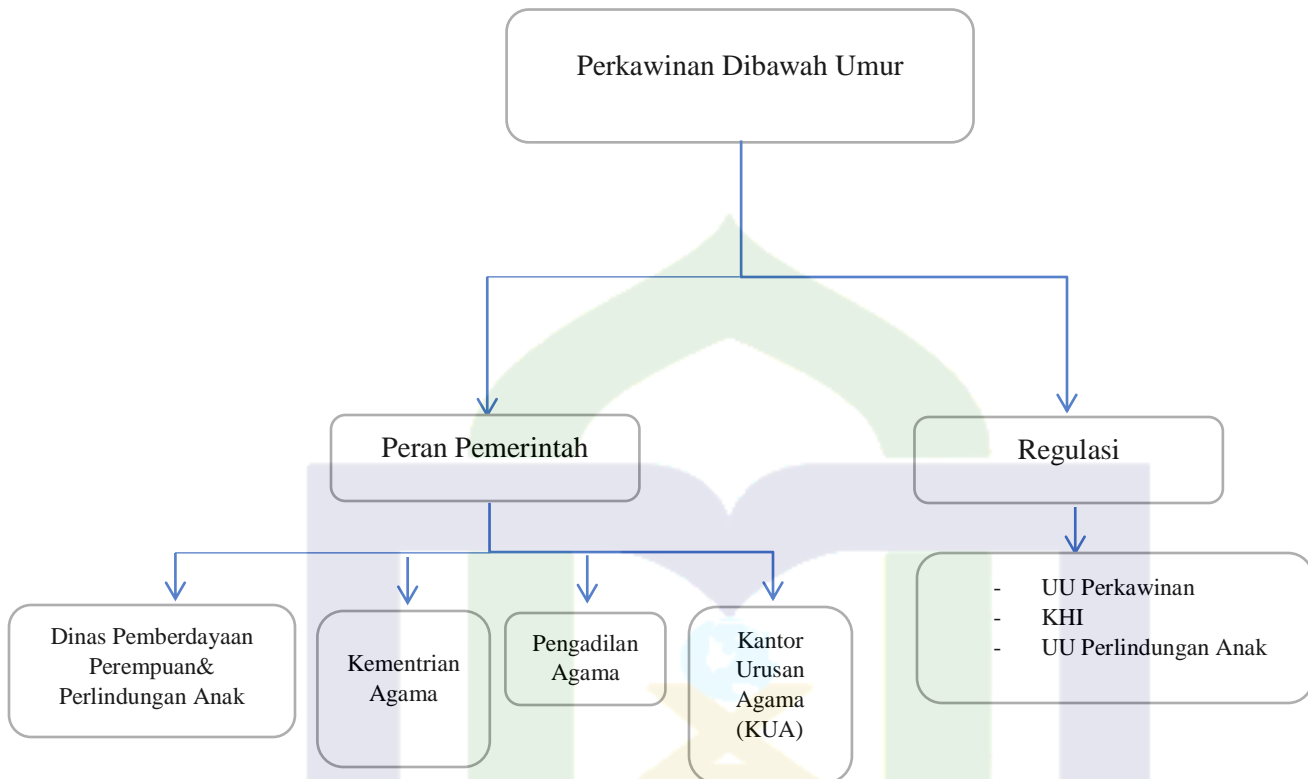 Perkawinan Dibawah Umur
Peran Pemerintah
Regulasi
Dinas Pemberdayaan
Perempuan&
Perlindungan Anak
Kementrian
Agama
Pengadilan
Agama
Kantor
Urusan
Agama
(KUA)
- UU Perkawinan
- KHI
- UU Perlindungan Anak